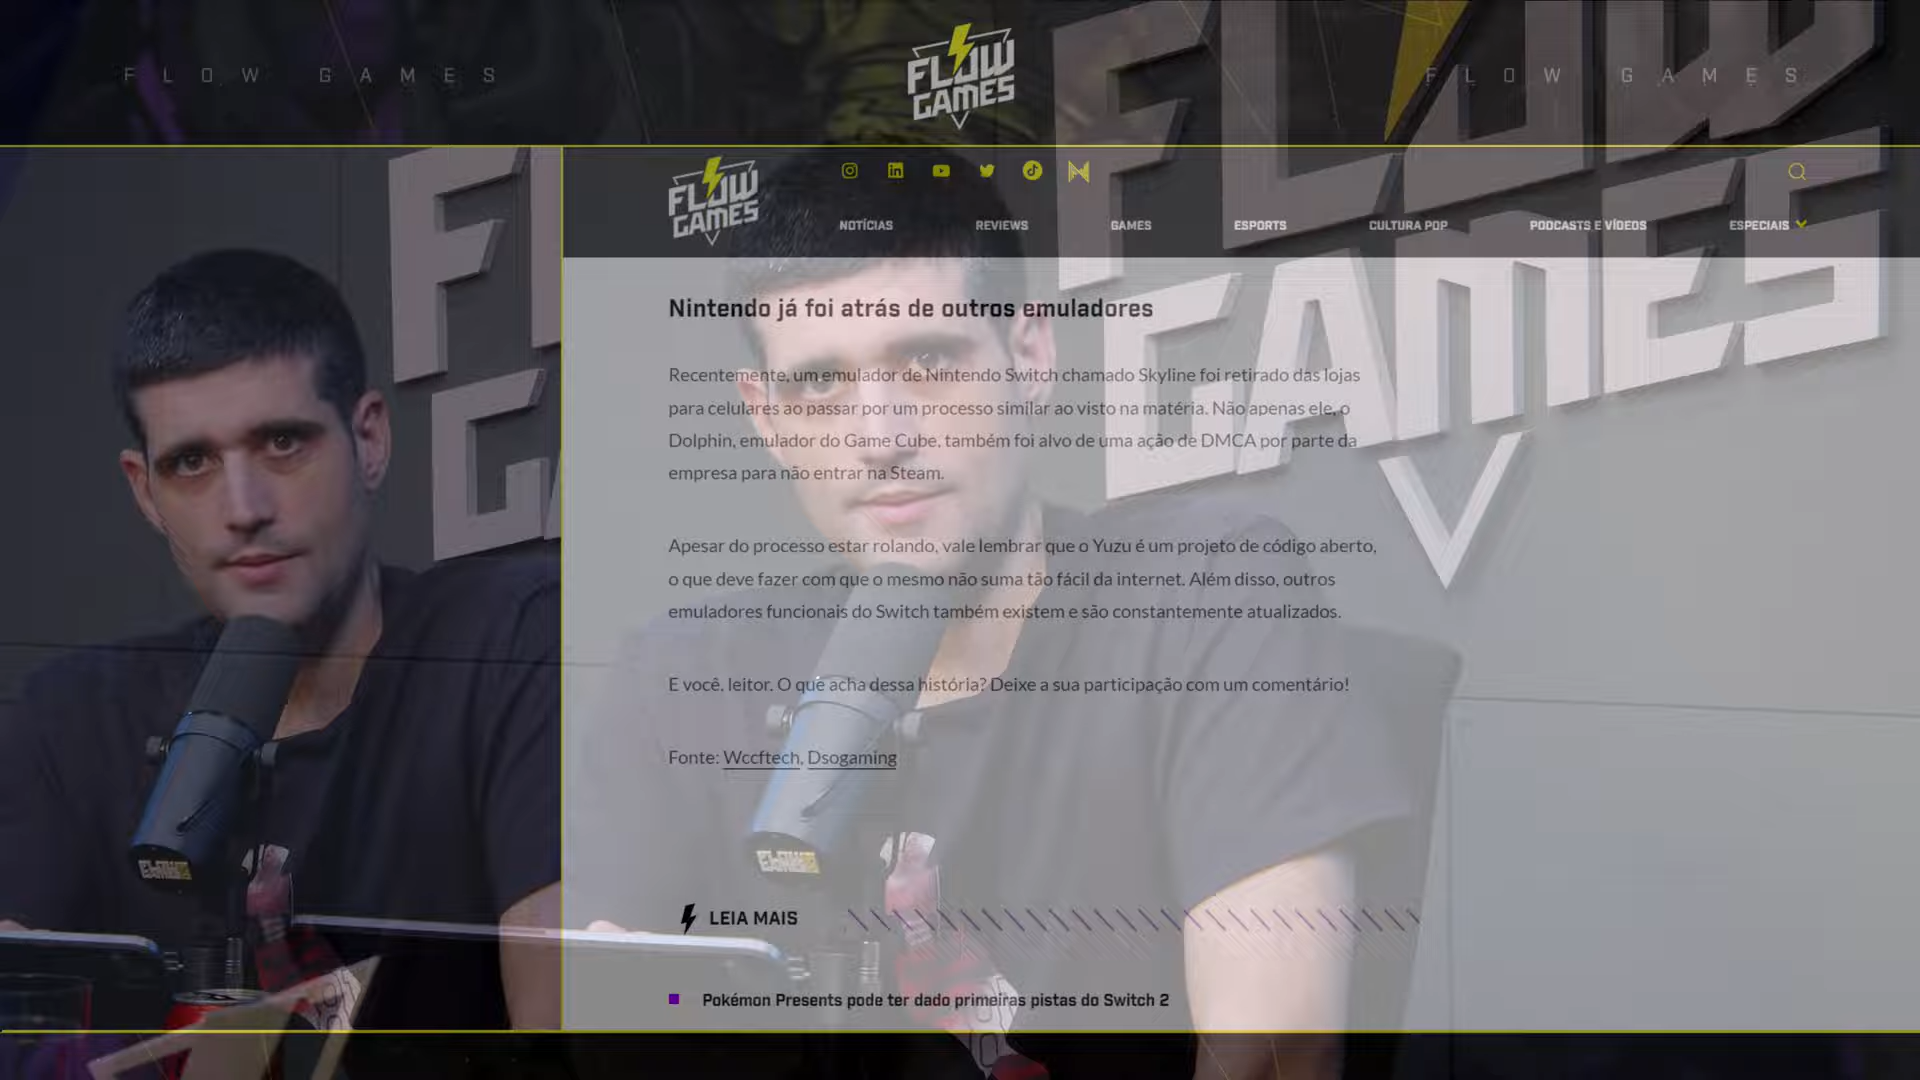 FLOW GAMES
FLOW GAMES
FLOW GAMES
FLOW GAMES
NOTÍCIAS REVIEWS GAMES ESPORTS CULTURA POP PODCASTS E VÍDEOS ESPECIAIS
Nintendo já foi atrás de outros emuladores
Recentemente, um emulador de Nintendo Switch chamado Skyline foi retirado das lojas
para celulares ao passar por um processo similar ao visto na matéria. Não apenas ele, o
Dolphin, emulador do Game Cube, também foi alvo de uma ação de DMCA por parte da
empresa para não entrar na Steam.
Apesar do processo estar rolando, vale lembrar que o Yuzu é um projeto de código aberto,
o que deve fazer com que o mesmo não suma tão fácil da internet. Além disso, outros
emuladores funcionais do Switch também existem e são constantemente atualizados.
E você, leitor. O que acha dessa história? Deixe a sua participação com um comentário!
Fonte: Wccftech, Dsogaming
LEIA MAIS
Pokémon Presents pode ter dado primeiras pistas do Switch 2
FLOW
GAMES